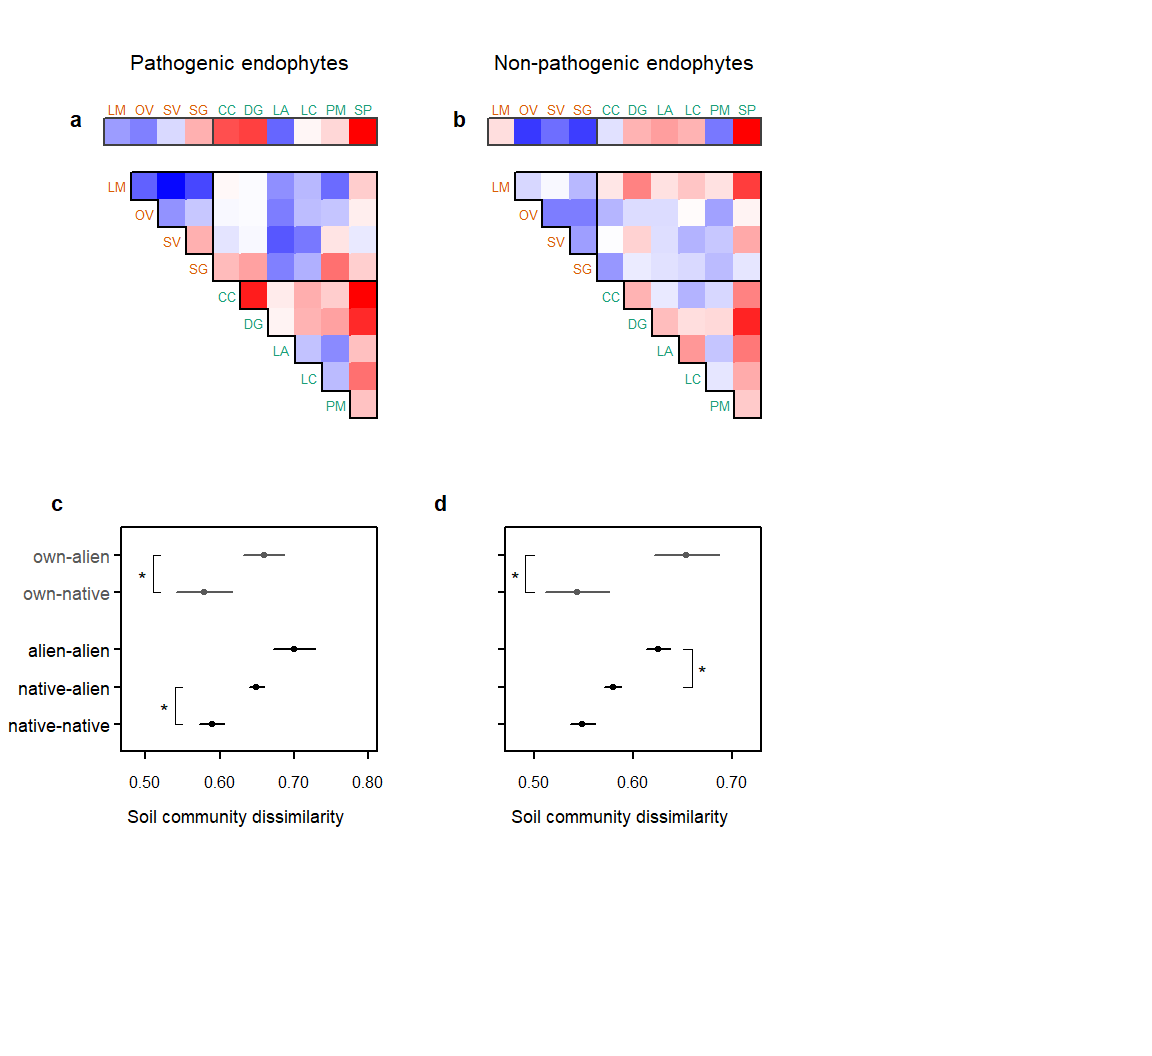 Pathogenic endophytes
Non-pathogenic endophytes
a
LM OV SV SG CC DG LA LC PM SP
LM
OV
SV
SG
CC
DG
LA
LC
PM
b
LM OV SV SG CC DG LA LC PM SP
LM
OV
SV
SG
CC
DG
LA
LC
PM
c
own-alien
own-native
alien-alien
native-alien
native-native
*
*
0.50 0.60 0.70 0.80
Soil community dissimilarity
d
*
*
0.50 0.60 0.70
Soil community dissimilarity